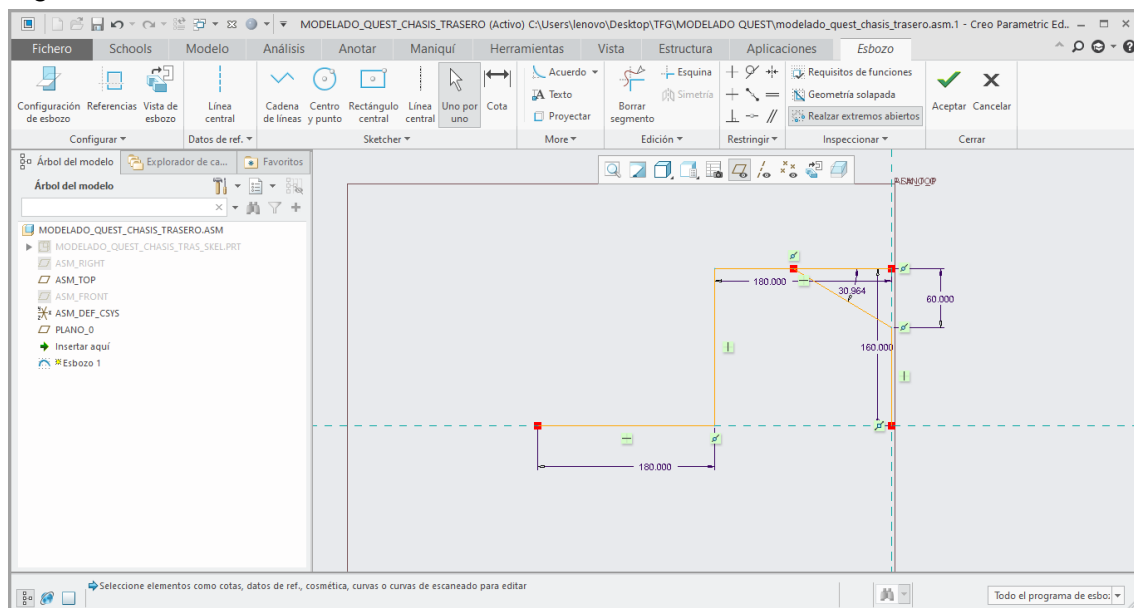 MODELADO_QUEST_CHASIS_TRASERO (Activo) C:\Users\lenovo\Desktop\TFG\MODELADO QUEST\modelado_quest_chasis_trasero.asm.1 - Creo Parametric Ed..
Fichero Schools Modelo Análisis Anotar Maniquí Herramientas Vista Estructura Aplicaciones Esbozo
Configuración de esbozo
Referencias
Vista de esbozo
Línea central
Cadena de líneas
Centro y punto
Rectángulo central
Línea central
Uno por uno
Cota
Acuerdo
Texto
Proyectar
Borrar segmento
Esquina
Simetría
Requisitos de funciones
Geometría solapada
Realzar extremos abiertos
Aceptar
Cancelar
Configurar Datos de ref. Sketcher More Edición Restringir Inspeccionar Cerrar
Árbol del modelo Explorador de ca... Favoritos
Árbol del modelo
MODELADO_QUEST_CHASIS_TRASERO.ASM
MODELADO_QUEST_CHASIS_TRAS_SKEL.PRT
ASM_RIGHT
ASM_TOP
ASM_FRONT
ASM_DEF_CSYS
PLANO_0
Insertar aquí
Esbozo 1
180.000
30.964
60.000
160.000
180.000
Seleccione elementos como cotas, datos de ref., cosmética, curvas o curvas de escaneado para editar
Todo el programa de esbo: